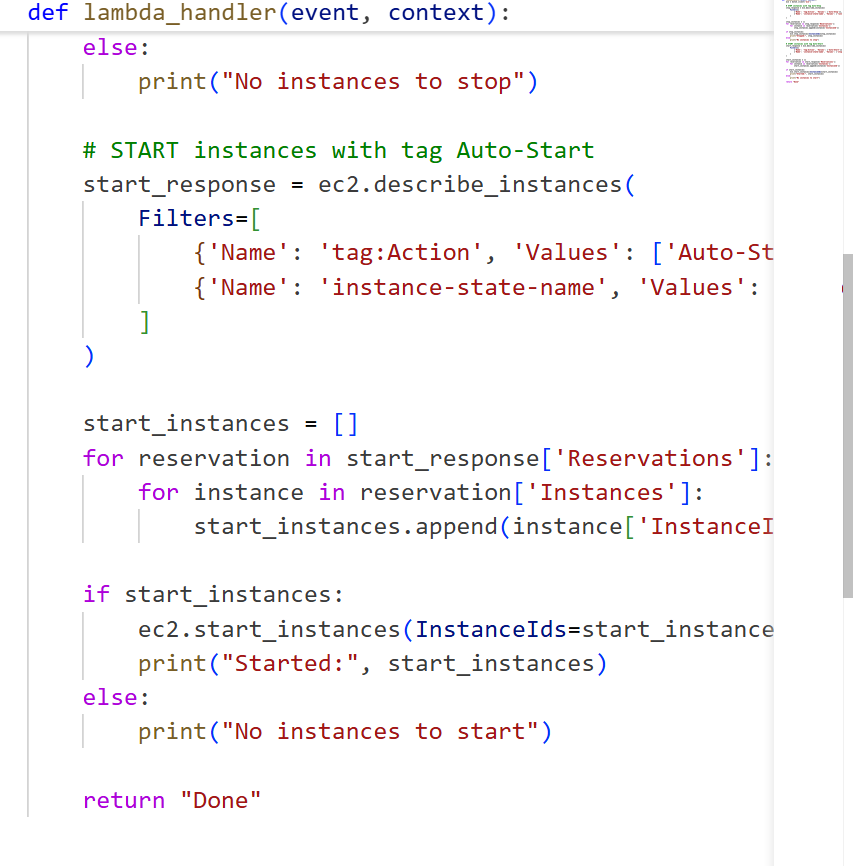 def lambda_handler(event, context):
else:
print("No instances to stop")
# START instances with tag Auto-Start
start_response = ec2.describe_instances(
Filters=[
{'Name': 'tag:Action', 'Values': ['Auto-St
{'Name': 'instance-state-name', 'Values':
]
)
start_instances = []
for reservation in start_response['Reservations']:
for instance in reservation['Instances']:
start_instances.append(instance['InstanceI
if start_instances:
ec2.start_instances(InstanceIds=start_instance
print("Started:", start_instances)
else:
print("No instances to start")
return "Done"